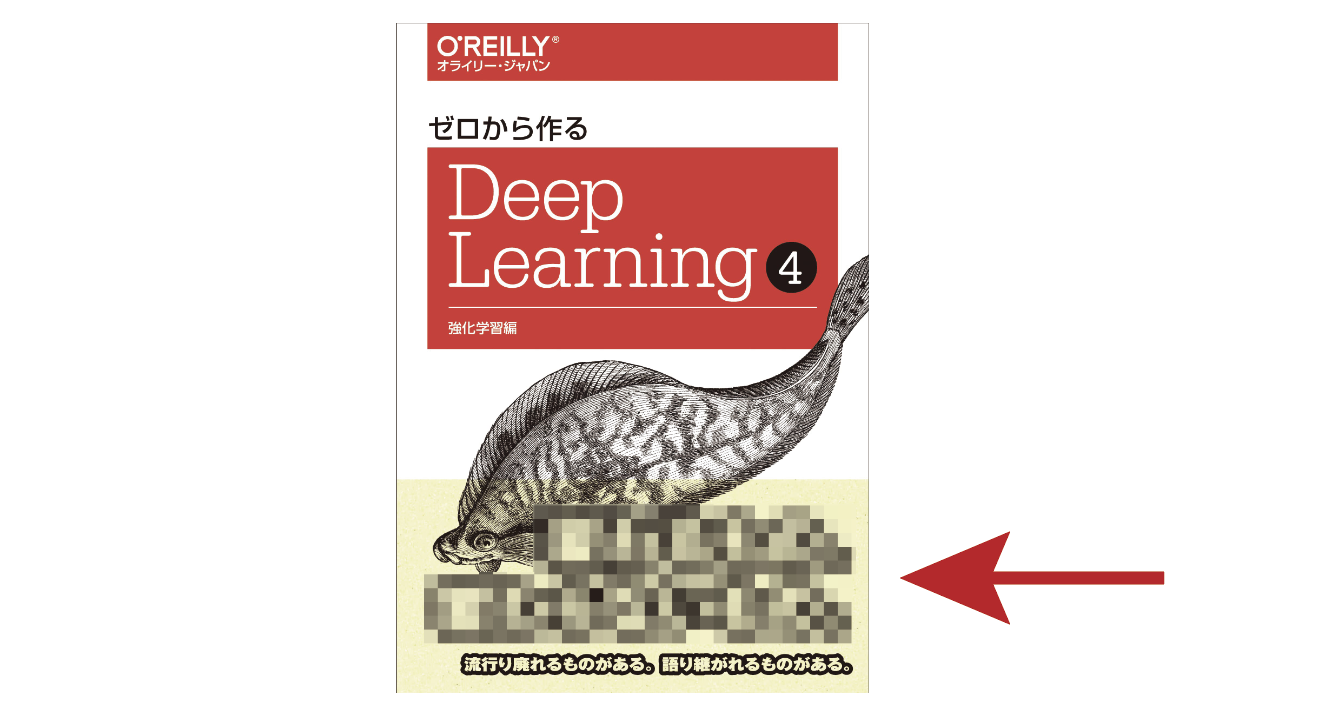 O'REILLY®
オライリー・ジャパン
ゼロから作る
Deep
Learning 4
強化学習編
流行り廃れるものがある。語り継がれるものがある。